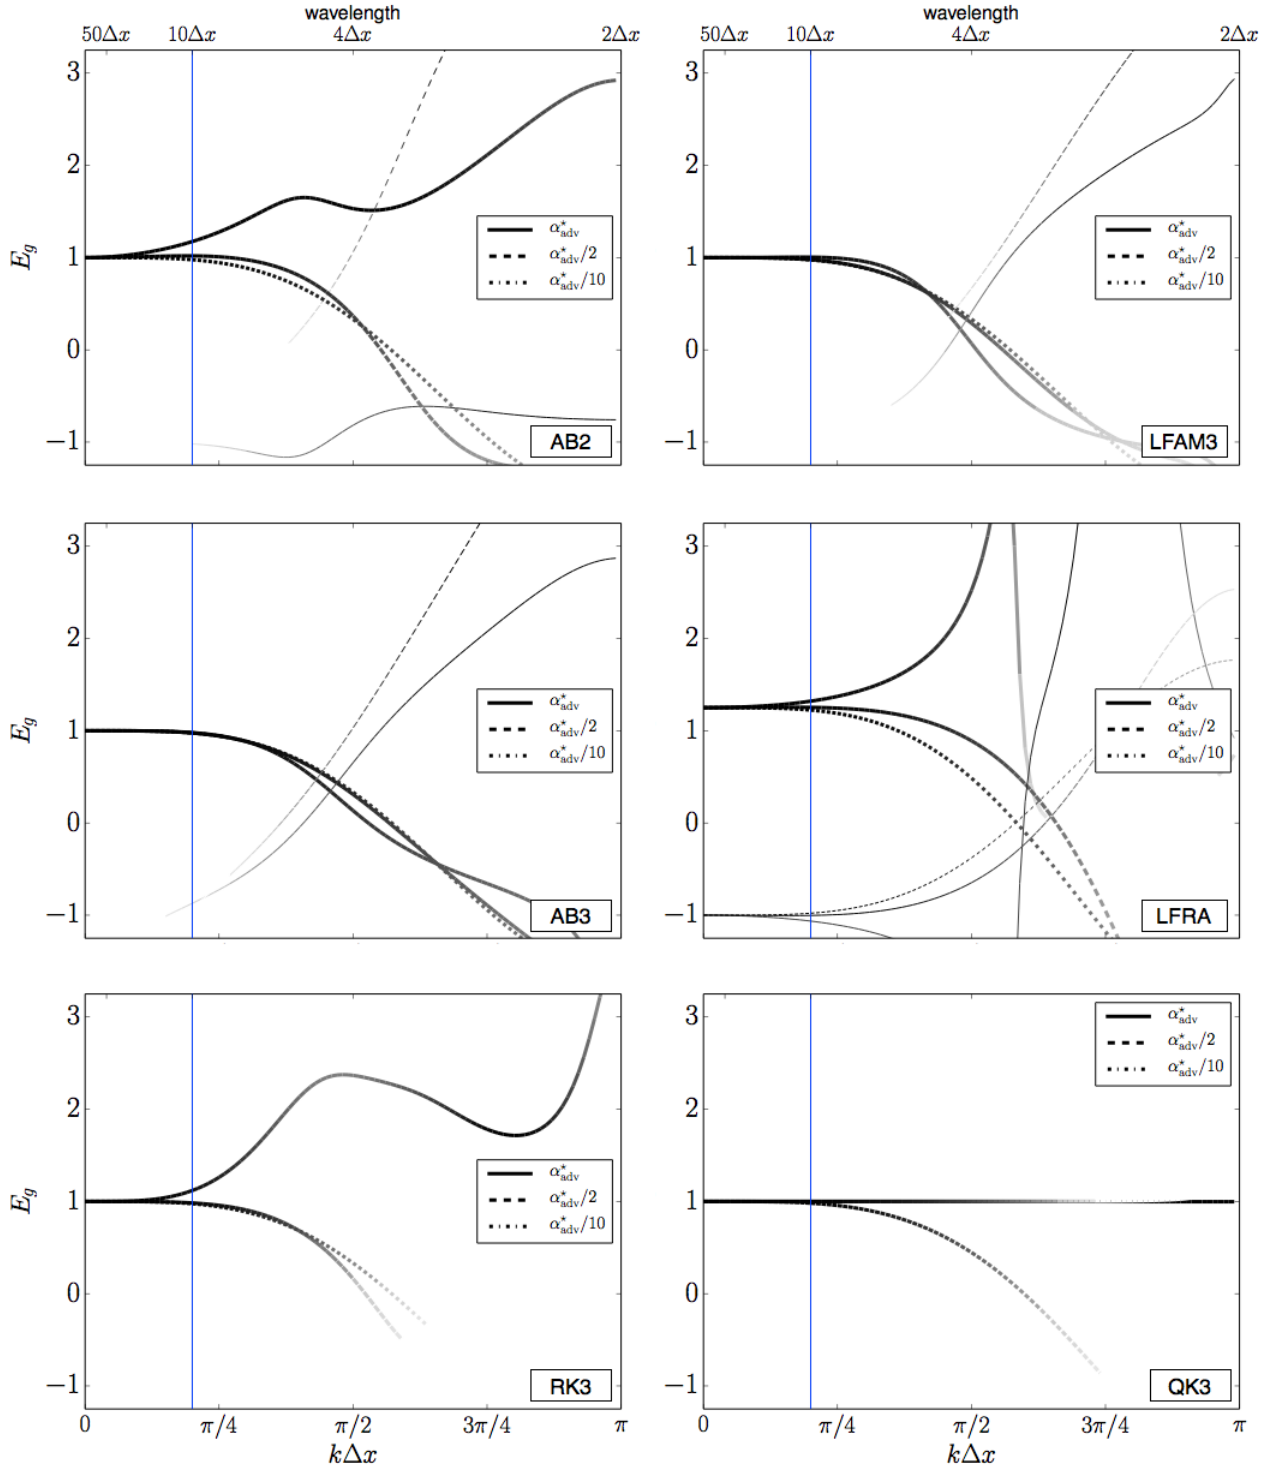 wavelength
50Δx 10Δx 4Δx 2Δx
E_g
3
2
1
0
−1
α*_adv
α*_adv/2
α*_adv/10
AB2
wavelength
50Δx 10Δx 4Δx 2Δx
3
2
1
0
−1
α*_adv
α*_adv/2
α*_adv/10
LFAM3
E_g
3
2
1
0
−1
α*_adv
α*_adv/2
α*_adv/10
AB3
3
2
1
0
−1
α*_adv
α*_adv/2
α*_adv/10
LFRA
E_g
3
2
1
0
−1
α*_adv
α*_adv/2
α*_adv/10
RK3
0 π/4 π/2 3π/4 π
kΔx
3
2
1
0
−1
α*_adv
α*_adv/2
α*_adv/10
QK3
0 π/4 π/2 3π/4 π
kΔx